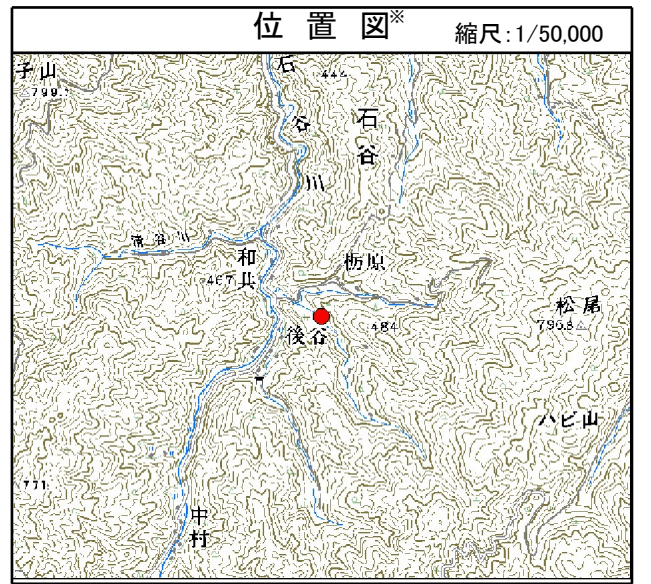 位置図※
縮尺:1/50,000
子山
石谷川
444
石谷
和具
467
栃原
後谷
484
松尾
796.8
ハビ山
771
中村